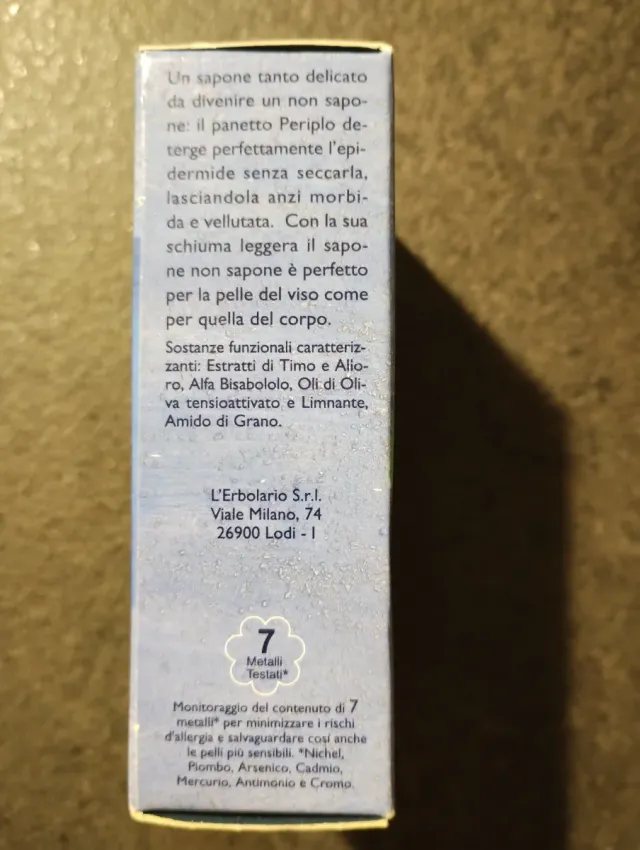 Un sapone tanto delicato
da divenire un non sapo-
ne: il panetto Periplo de-
terge perfettamente l'epi-
dermide senza seccarla,
lasciandola anzi morbi-
da e vellutata. Con la sua
schiuma leggera il sapo-
ne non sapone è perfetto
per la pelle del viso come
per quella del corpo.
Sostanze funzionali caratteriz-
zanti: Estratti di Timo e Allo-
ro, Alfa Bisabololo, Oli di Oli-
va tensioattivato e Limnante,
Amido di Grano.
L'Erbolario S.r.l.
Viale Milano, 74
26900 Lodi - I
7
Metalli
Testati*
Monitoraggio del contenuto di 7
metalli* per minimizzare i rischi
d'allergia e salvaguardare così anche
le pelli più sensibili. *Nichel,
Piombo, Arsenico, Cadmio,
Mercurio, Antimonio e Cromo.